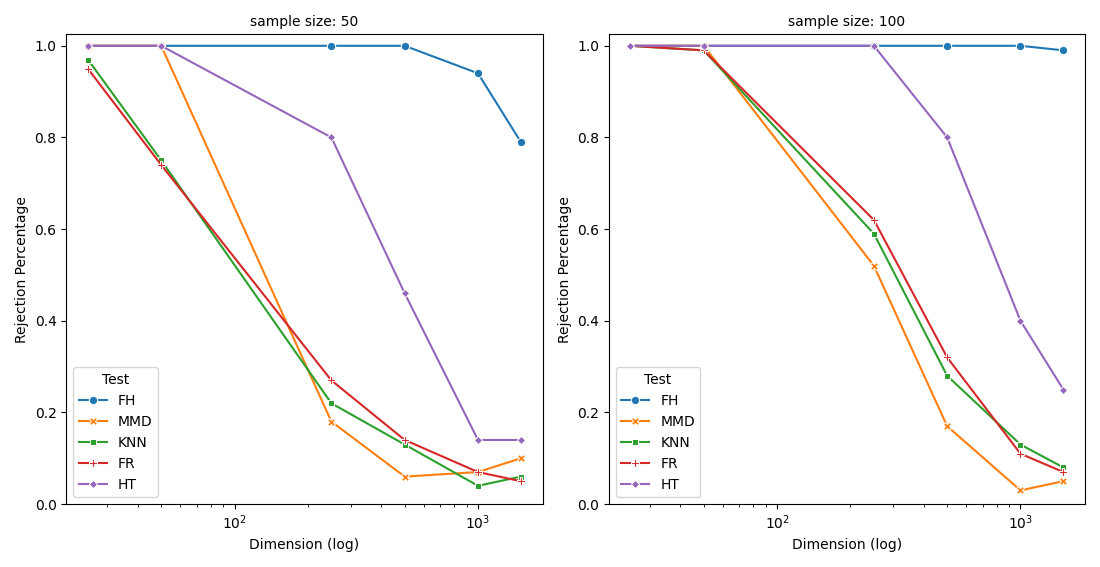 sample size: 50
Rejection Percentage
1.0
0.8
0.6
0.4
0.2
0.0
Test
FH
MMD
KNN
FR
HT
10²
10³
Dimension (log)
sample size: 100
Rejection Percentage
1.0
0.8
0.6
0.4
0.2
0.0
Test
FH
MMD
KNN
FR
HT
10²
10³
Dimension (log)